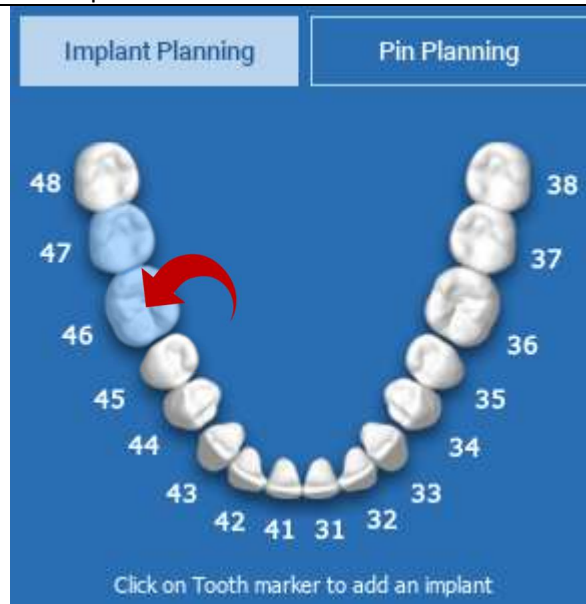 Implant Planning Pin Planning
48 38
47 37
46 36
45 35
44 34
43 33
42 41 31 32
Click on Tooth marker to add an implant